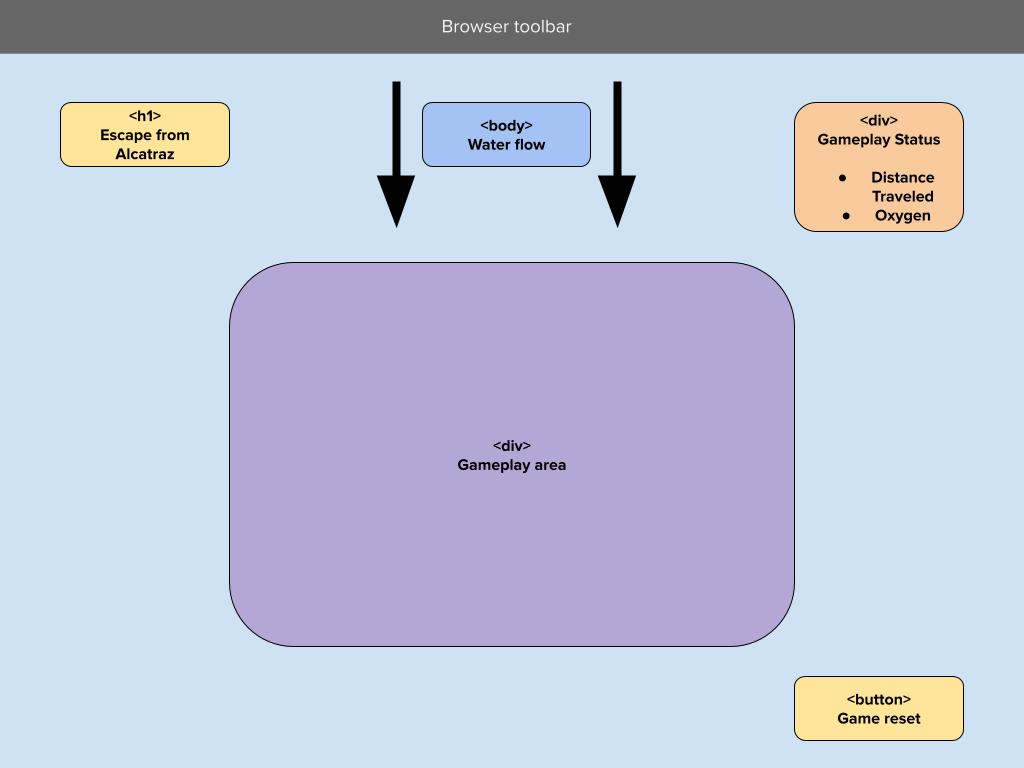 Browser toolbar
<h1>
Escape from
Alcatraz
<body>
Water flow
<div>
Gameplay Status
● Distance
Traveled
● Oxygen
<div>
Gameplay area
<button>
Game reset